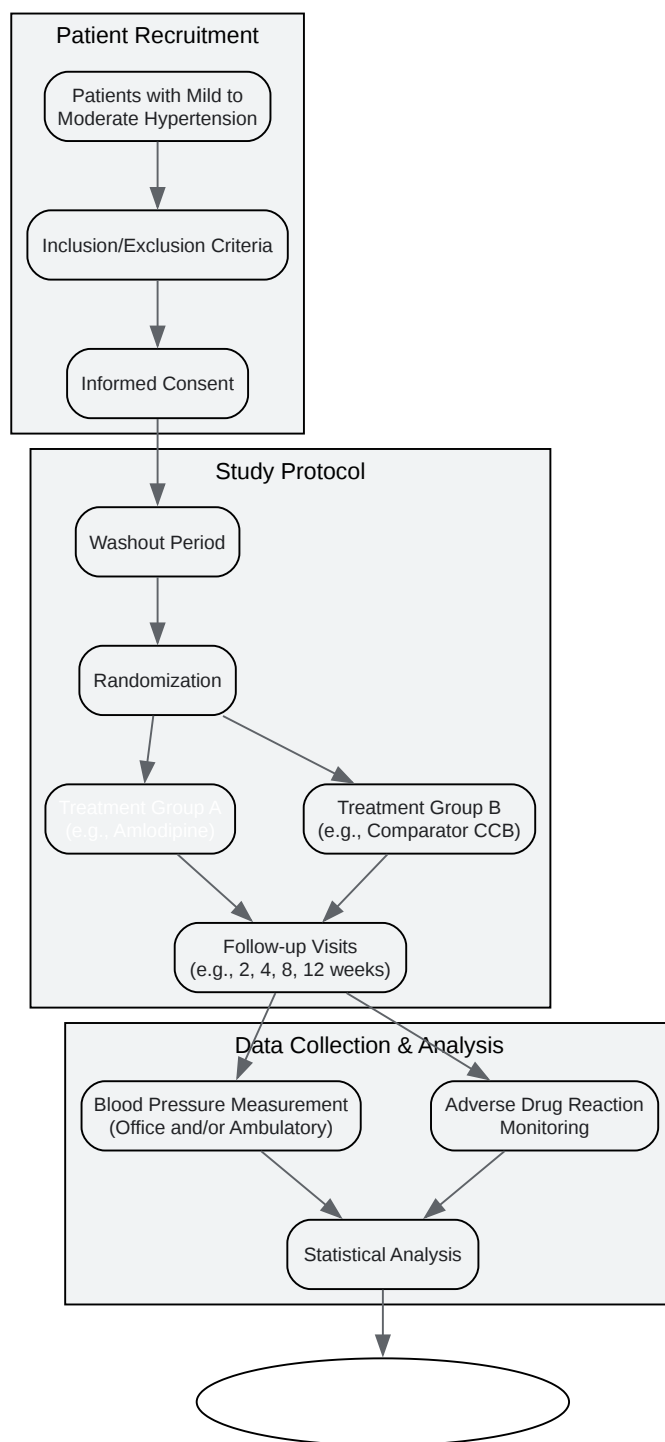 Patient Recruitment
Patients with Mild to
Moderate Hypertension
Inclusion/Exclusion Criteria
Informed Consent
Study Protocol
Washout Period
Randomization
Treatment Group A
(e.g., Amlodipine)
Treatment Group B
(e.g., Comparator CCB)
Follow-up Visits
(e.g., 2, 4, 8, 12 weeks)
Data Collection & Analysis
Blood Pressure Measurement
(Office and/or Ambulatory)
Adverse Drug Reaction
Monitoring
Statistical Analysis